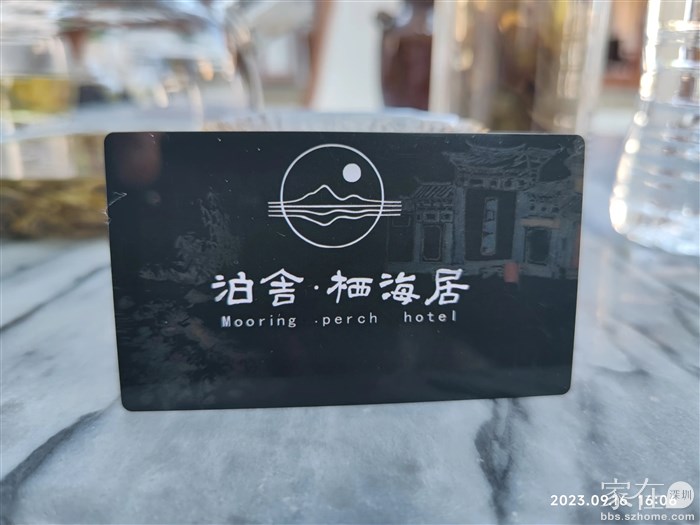 泊舍·栖海居
Mooring .perch hotel
2023.09.16 16:06
家在深圳
bbs.szhome.com